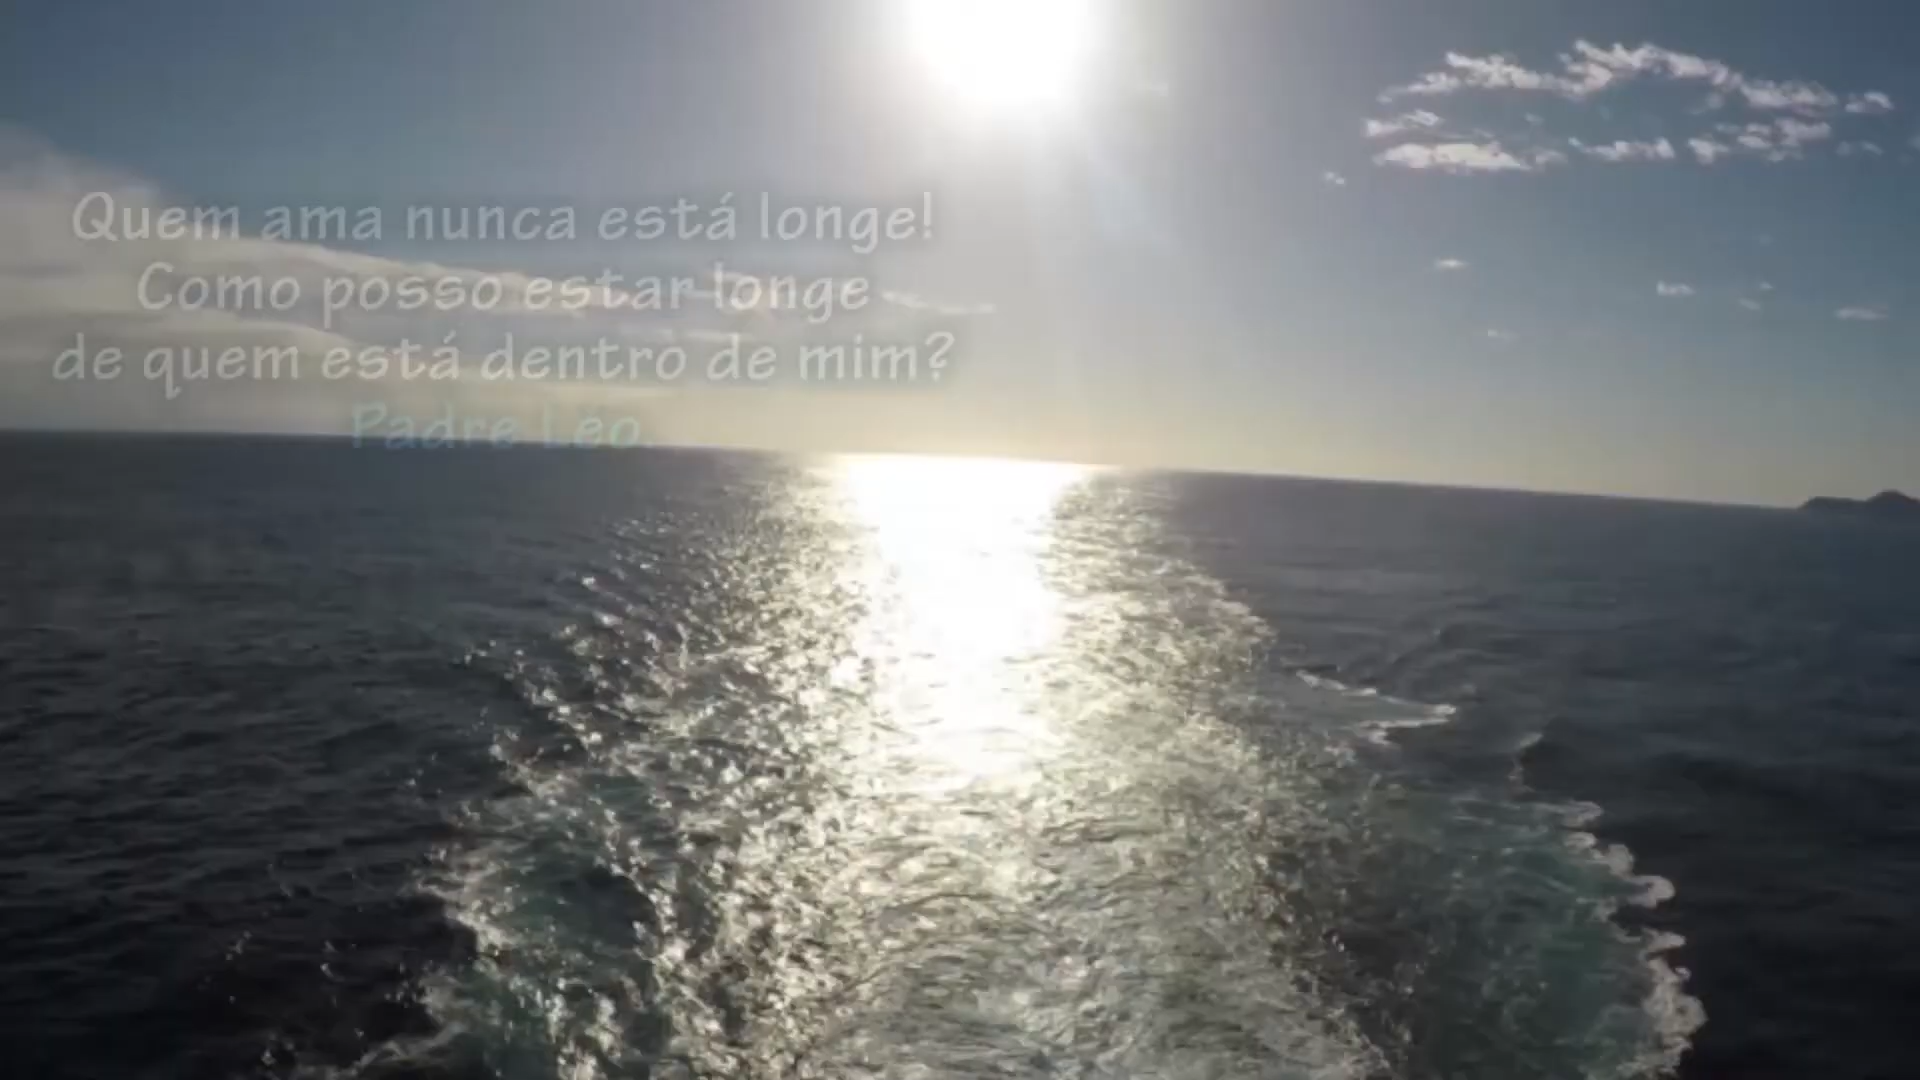 Quem ama nunca está longe!
Como posso estar longe
de quem está dentro de mim?
Padre Léo